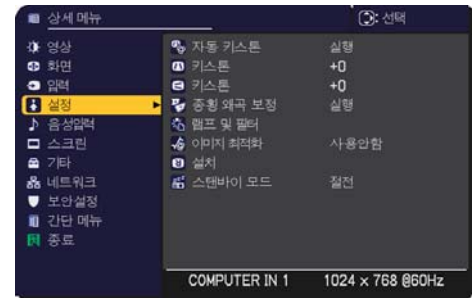 상세 메뉴 : 선택
영상
화면
입력
설정
음성입력
스크린
기타
네트워크
보안설정
간단 메뉴
종료
자동 키스톤 실행
키스톤 +0
키스톤 +0
종횡 왜곡 보정 실행
램프 및 필터
이미지 최적화 사용안함
설치
스탠바이 모드 절전
COMPUTER IN 1 1024 x 768 @60Hz